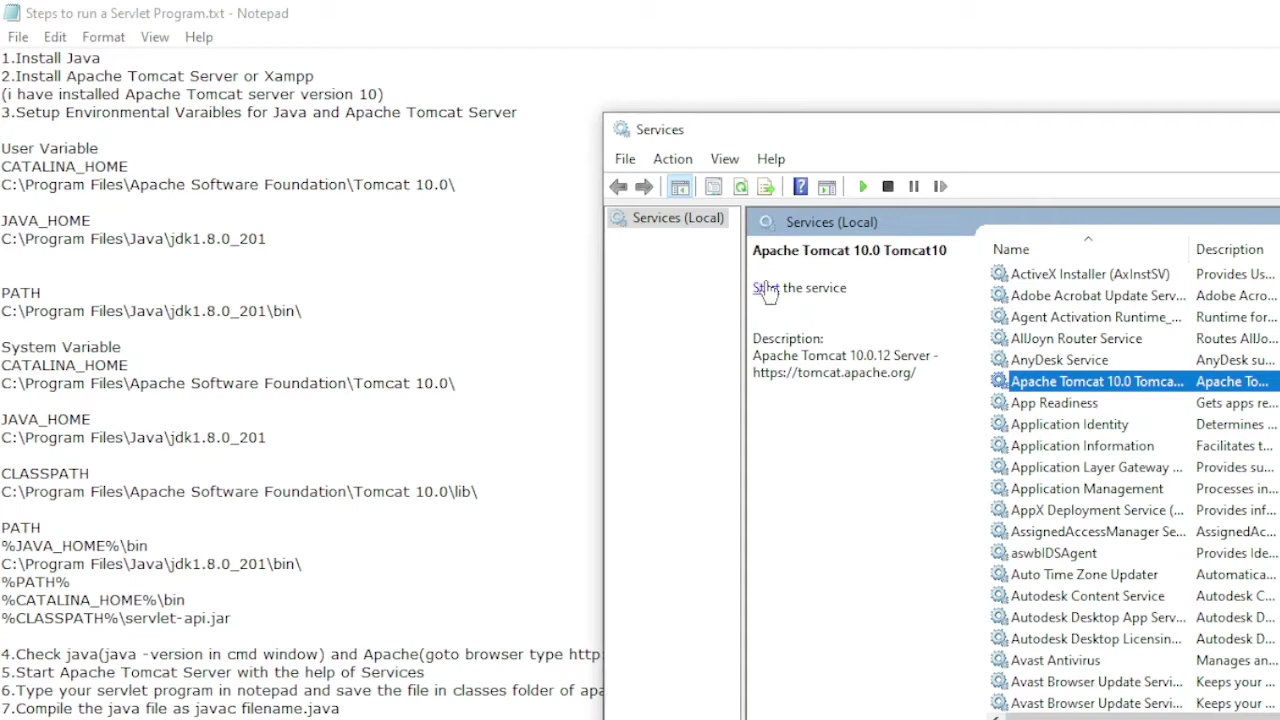 Steps to run a Servlet Program.txt - Notepad
File Edit Format View Help
1.Install Java
2.Install Apache Tomcat Server or Xampp
(i have installed Apache Tomcat server version 10)
3.Setup Environmental Varaibles for Java and Apache Tomcat Server
User Variable
CATALINA_HOME
C:\Program Files\Apache Software Foundation\Tomcat 10.0\
JAVA_HOME
C:\Program Files\Java\jdk1.8.0_201
PATH
C:\Program Files\Java\jdk1.8.0_201\bin\
System Variable
CATALINA_HOME
C:\Program Files\Apache Software Foundation\Tomcat 10.0\
JAVA_HOME
C:\Program Files\Java\jdk1.8.0_201
CLASSPATH
C:\Program Files\Apache Software Foundation\Tomcat 10.0\lib\
PATH
%JAVA_HOME%\bin
C:\Program Files\Java\jdk1.8.0_201\bin\
%PATH%
%CATALINA_HOME%\bin
%CLASSPATH%\servlet-api.jar
4.Check java(java -version in cmd window) and Apache(goto browser type http:
5.Start Apache Tomcat Server with the help of Services
6.Type your servlet program in notepad and save the file in classes folder of apa
7.Compile the java file as javac filename.java
Services
File Action View Help
Services (Local)
Services (Local)
Apache Tomcat 10.0 Tomcat10
Start the service
Description:
Apache Tomcat 10.0.12 Server -
https://tomcat.apache.org/
Name Description
ActiveX Installer (AxInstSV) Provides Us...
Adobe Acrobat Update Serv... Adobe Acro...
Agent Activation Runtime_... Runtime for...
AllJoyn Router Service Routes AllJo...
AnyDesk Service AnyDesk su...
Apache Tomcat 10.0 Tomca... Apache To...
App Readiness Gets apps re...
Application Identity Determines ...
Application Information Facilitates t...
Application Layer Gateway ... Provides su...
Application Management Processes in...
AppX Deployment Service (... Provides inf...
AssignedAccessManager Se... AssignedAc...
aswbIDSAgent Provides Ide...
Auto Time Zone Updater Automatica...
Autodesk Content Service Autodesk C...
Autodesk Desktop App Serv... Autodesk D...
Autodesk Desktop Licensin... Autodesk D...
Avast Antivirus Manages an...
Avast Browser Update Servi... Keeps your ...
Avast Browser Update Servi... Keeps your ...